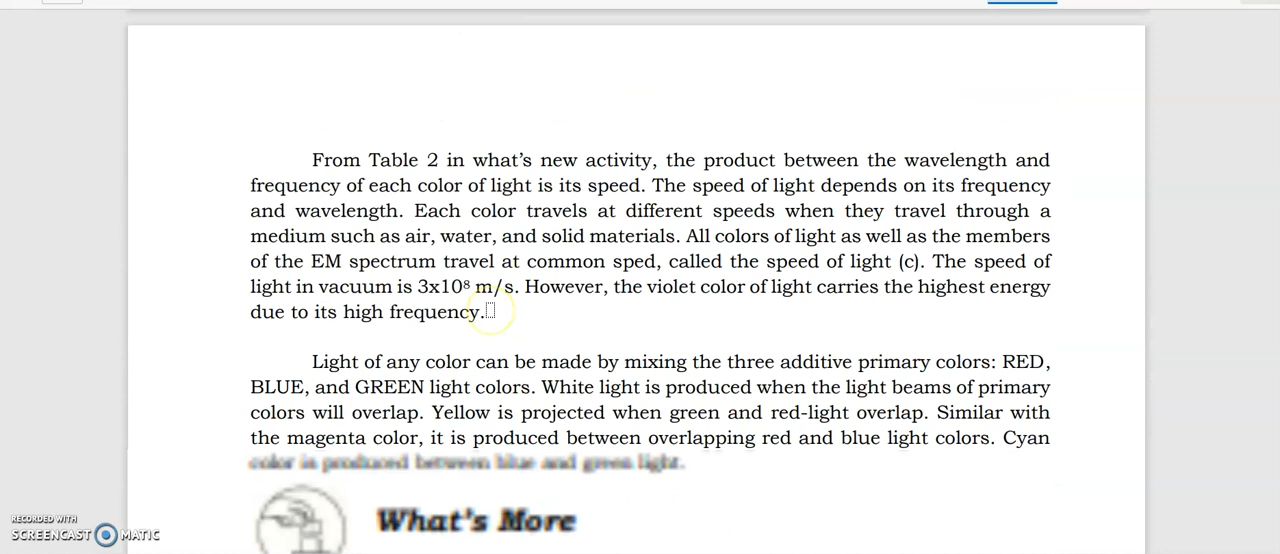 From Table 2 in what's new activity, the product between the wavelength and
frequency of each color of light is its speed. The speed of light depends on its frequency
and wavelength. Each color travels at different speeds when they travel through a
medium such as air, water, and solid materials. All colors of light as well as the members
of the EM spectrum travel at common sped, called the speed of light (c). The speed of
light in vacuum is 3x10⁸ m/s. However, the violet color of light carries the highest energy
due to its high frequency.
Light of any color can be made by mixing the three additive primary colors: RED,
BLUE, and GREEN light colors. White light is produced when the light beams of primary
colors will overlap. Yellow is projected when green and red-light overlap. Similar with
the magenta color, it is produced between overlapping red and blue light colors. Cyan
color is produced between blue and green light.
What's More
RECORDED WITH
SCREENCAST MATIC